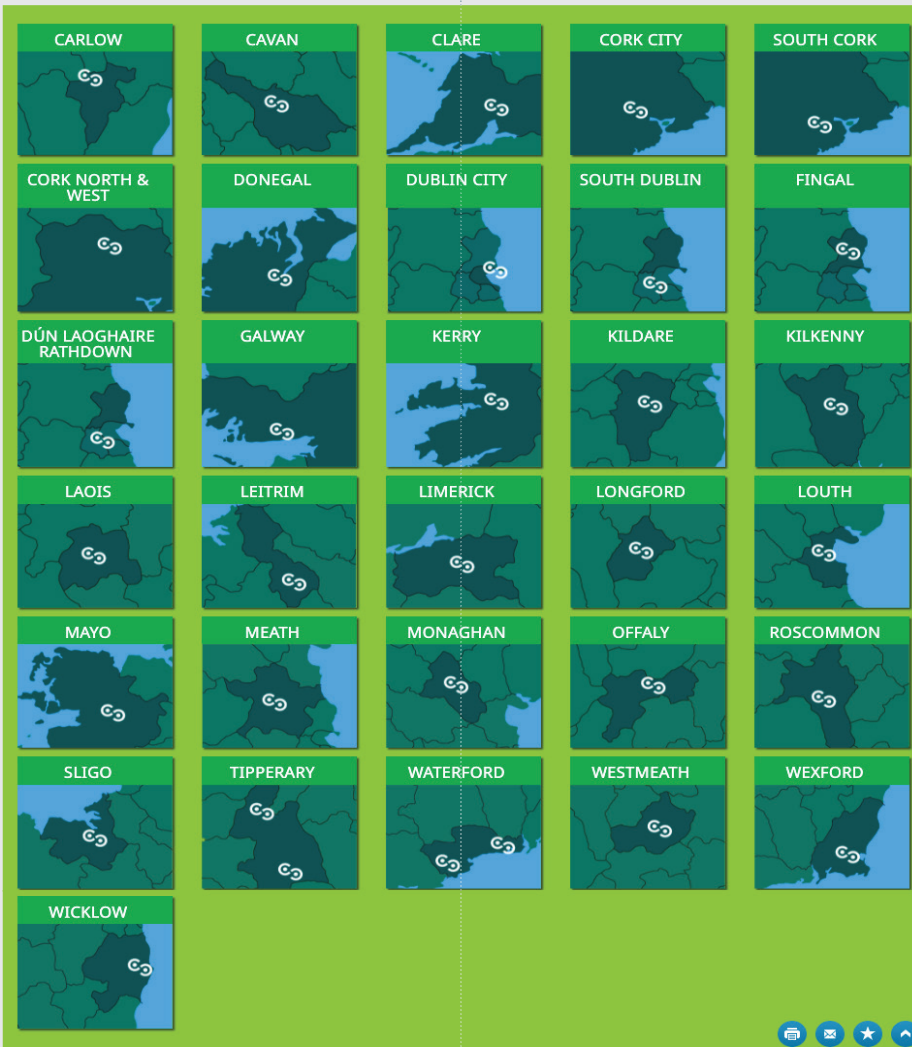 CARLOW
CAVAN
CLARE
CORK CITY
SOUTH CORK
CORK NORTH &
WEST
DONEGAL
DUBLIN CITY
SOUTH DUBLIN
FINGAL
DÚN LAOGHAIRE
RATHDOWN
GALWAY
KERRY
KILDARE
KILKENNY
LAOIS
LEITRIM
LIMERICK
LONGFORD
LOUTH
MAYO
MEATH
MONAGHAN
OFFALY
ROSCOMMON
SLIGO
TIPPERARY
WATERFORD
WESTMEATH
WEXFORD
WICKLOW